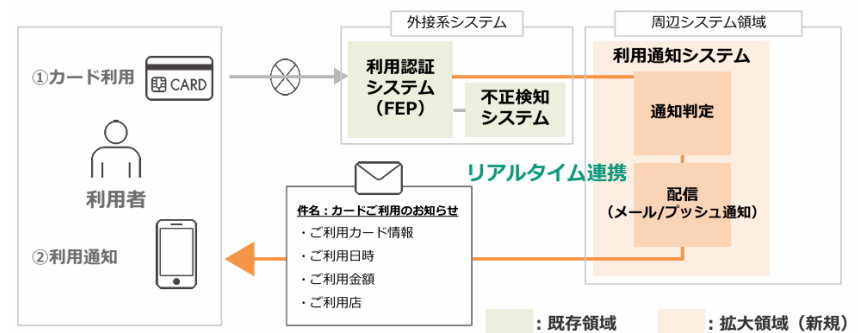 外接系システム
周辺システム領域
①カード利用
CARD
利用認証
システム
（FEP）
不正検知
システム
利用通知システム
通知判定
リアルタイム連携
配信
（メール/プッシュ通知）
利用者
②利用通知
件名：カードご利用のお知らせ
・ご利用カード情報
・ご利用日時
・ご利用金額
・ご利用店
：既存領域
：拡大領域（新規）